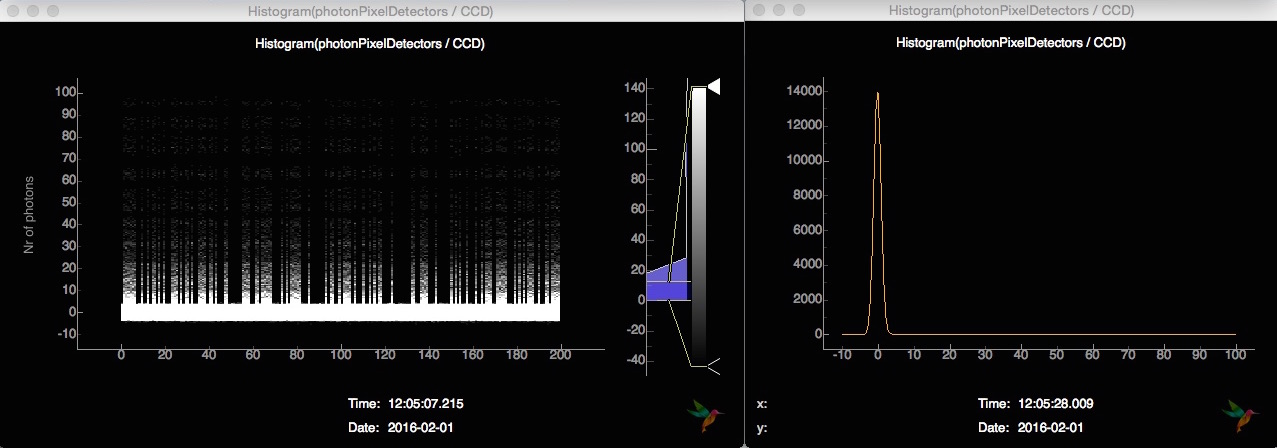 Histogram(photonPixelDetectors / CCD)
Histogram(photonPixelDetectors / CCD)
Nr of photons
100
90
80
70
60
50
40
30
20
10
0
-10
0 20 40 60 80 100 120 140 160 180 200
140
120
100
80
60
40
20
0
-20
-40
Time: 12:05:07.215
Date: 2016-02-01
Histogram(photonPixelDetectors / CCD)
Histogram(photonPixelDetectors / CCD)
14000
12000
10000
8000
6000
4000
2000
0
-10 0 10 20 30 40 50 60 70 80 90 100
x: Time: 12:05:28.009
y: Date: 2016-02-01